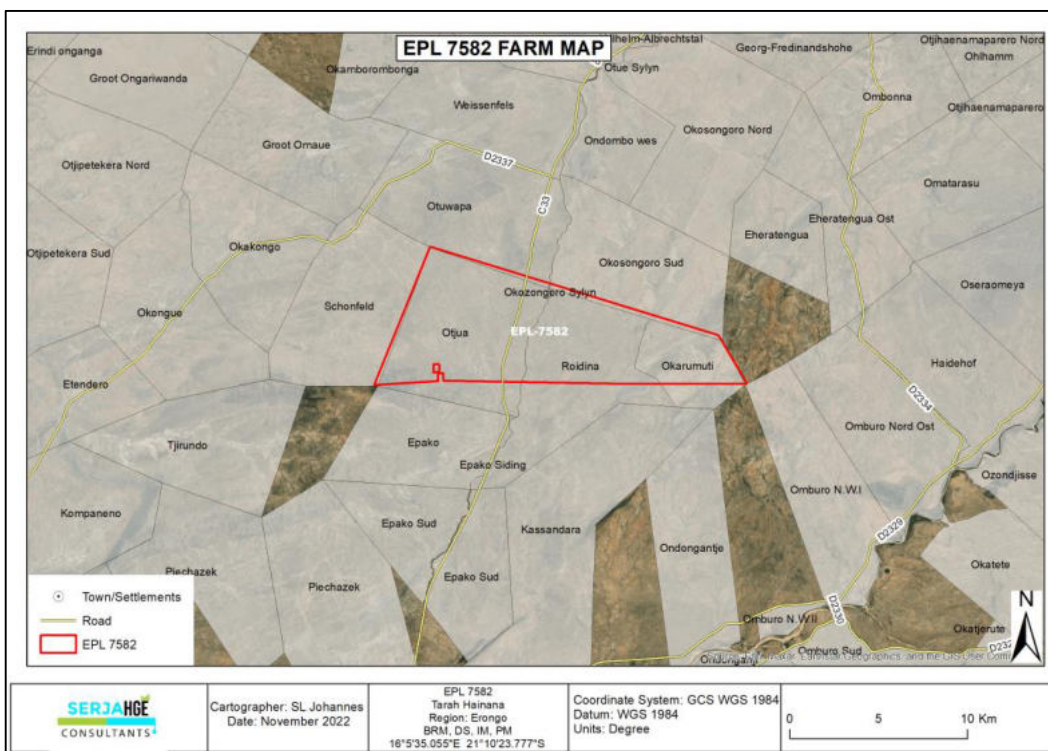 EPL 7582 FARM MAP
Erindi onganga
Groot Ongariwanda
Okamborombonga
Otue Sylyn
Georg-Fredinandshohe
Otjihaenamaparero Nord
Ohlhamm
Weissenfels
Ombonna
Otjihaenamaparero
Okosongoro Nord
Ondombo wes
Groot Omaue
Otjipetekera Nord
D2337
Omatarasu
C33
Otuwapa
Eheratengua Ost
Eheratengua
Okakongo
Otjipetekera Sud
Okosongoro Sud
Oseraomeya
Okozongoro Sylyn
Schonfeld
Okongue
EPL-7582
Otjua
Roidina
Okarumuti
Haidehof
Etendero
D2334
Omburo Nord Ost
Tjirundo
Epako
Epako Siding
Ozondjisse
Omburo N.W.I
Kompaneno
Epako Sud
Kassandara
D2329
Ondongantje
Okatete
Piechazek
Piechazek
Epako Sud
D2330
Omburo N.W.II
Okatjerute
Omburo Sud
N
Town/Settlements
Road
EPL 7582
SERJAHGE
CONSULTANTS
Cartographer: SL Johannes
Date: November 2022
EPL 7582
Tarah Hainana
Region: Erongo
BRM, DS, IM, PM
16°5'35.055"E 21°10'23.777"S
Coordinate System: GCS WGS 1984
Datum: WGS 1984
Units: Degree
0 5 10 Km